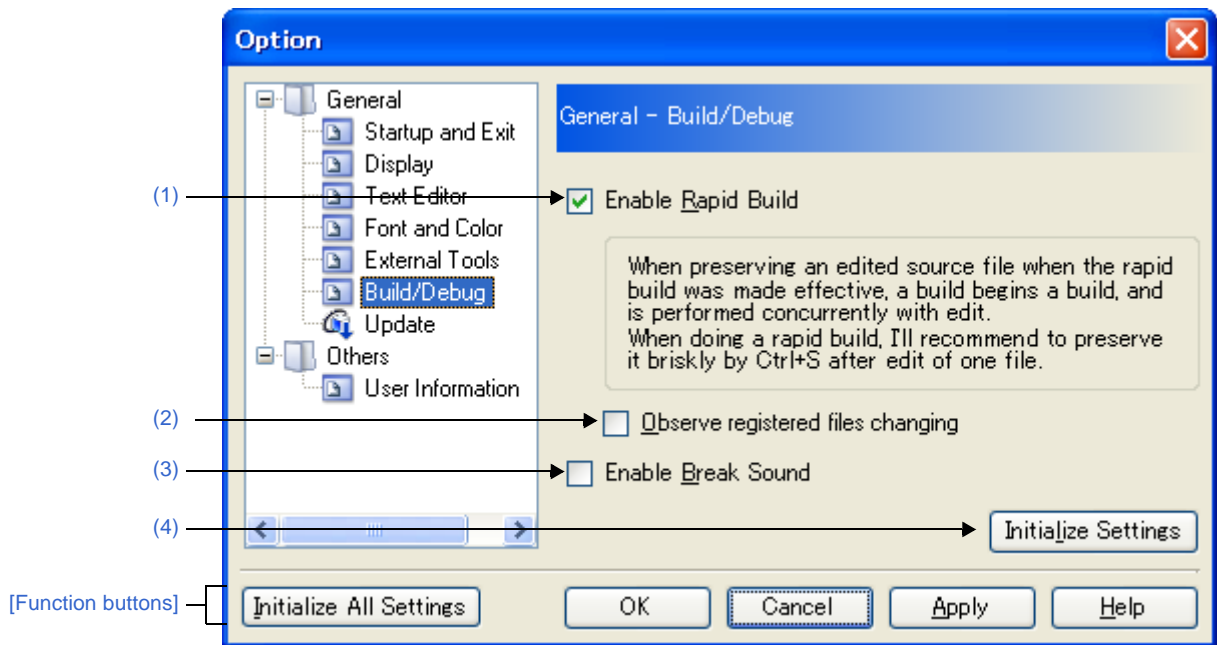 Option
General
Startup and Exit
Display
Text Editor
Font and Color
External Tools
Build/Debug
Update
Others
User Information
General - Build/Debug
(1)
Enable Rapid Build
When preserving an edited source file when the rapid
build was made effective, a build begins a build, and
is performed concurrently with edit.
When doing a rapid build, I'll recommend to preserve
it briskly by Ctrl+S after edit of one file.
(2)
Observe registered files changing
(3)
Enable Break Sound
(4)
Initialize Settings
[Function buttons]
Initialize All Settings
OK
Cancel
Apply
Help